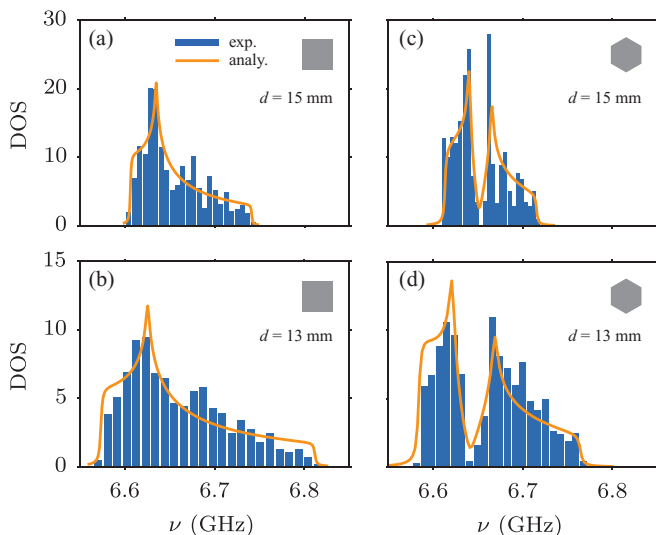 30
20
10
0
DOS
(a)
exp.
analy.
d = 15 mm
(c)
d = 15 mm
15
10
5
0
DOS
(b)
d = 13 mm
(d)
d = 13 mm
6.6 6.7 6.8
ν (GHz)
6.6 6.7 6.8
ν (GHz)